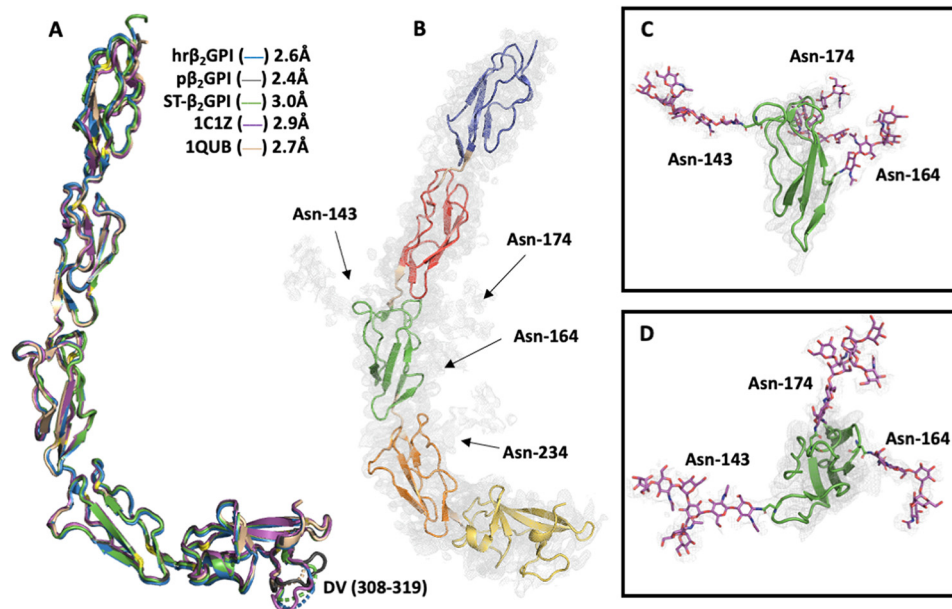 A
hrβ₂GPI (—) 2.6Å
pβ₂GPI (—) 2.4Å
ST-β₂GPI (—) 3.0Å
1C1Z (—) 2.9Å
1QUB (—) 2.7Å
DV (308-319)
B
Asn-143
Asn-174
Asn-164
Asn-234
C
Asn-174
Asn-143
Asn-164
D
Asn-174
Asn-164
Asn-143